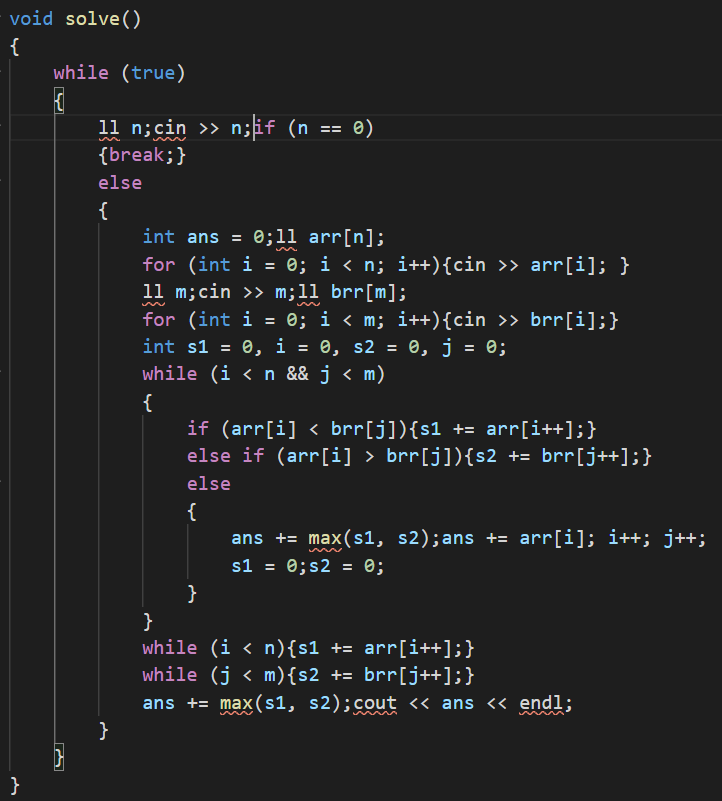 void solve()
{
    while (true)
    {
        ll n;cin >> n;if (n == 0)
        {break;}
        else
        {
            int ans = 0;ll arr[n];
            for (int i = 0; i < n; i++){cin >> arr[i]; }
            ll m;cin >> m;ll brr[m];
            for (int i = 0; i < m; i++){cin >> brr[i];}
            int s1 = 0, i = 0, s2 = 0, j = 0;
            while (i < n && j < m)
            {
                if (arr[i] < brr[j]){s1 += arr[i++];}
                else if (arr[i] > brr[j]){s2 += brr[j++];}
                else
                {
                    ans += max(s1, s2);ans += arr[i]; i++; j++;
                    s1 = 0;s2 = 0;
                }
            }
            while (i < n){s1 += arr[i++];}
            while (j < m){s2 += brr[j++];}
            ans += max(s1, s2);cout << ans << endl;
        }
    }
}